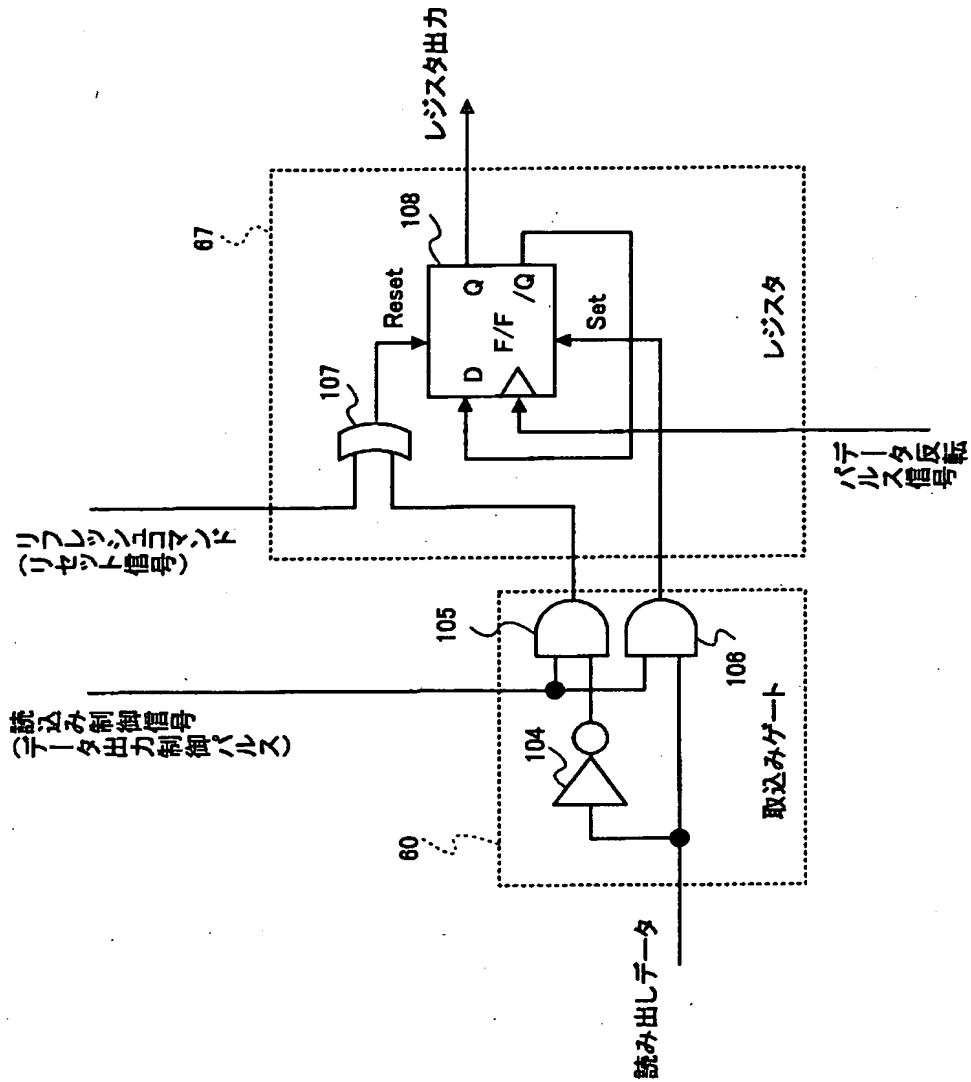 67
レジスタ出力
108
Reset
Q
/Q
D
F/F
Set
107
レジスタ
リフレッシュコマンド
(リセット信号)
データ反転
パルス信号
読込み制御信号
(データ出力制御パルス)
105
106
104
60
取込みゲート
読み出しデータ